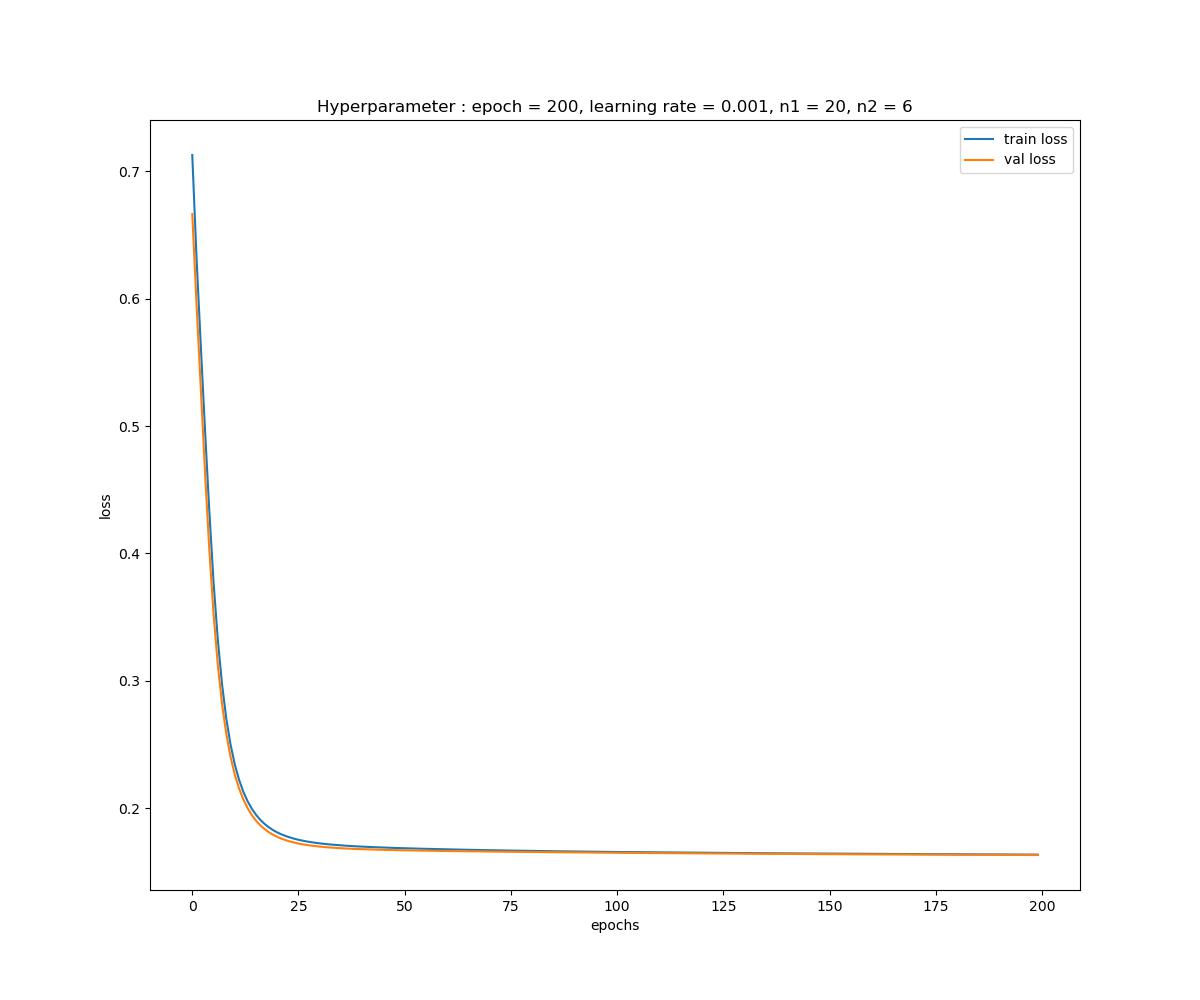 Hyperparameter : epoch = 200, learning rate = 0.001, n1 = 20, n2 = 6
train loss
val loss
0.7
0.6
0.5
0.4
0.3
0.2
loss
0 25 50 75 100 125 150 175 200
epochs